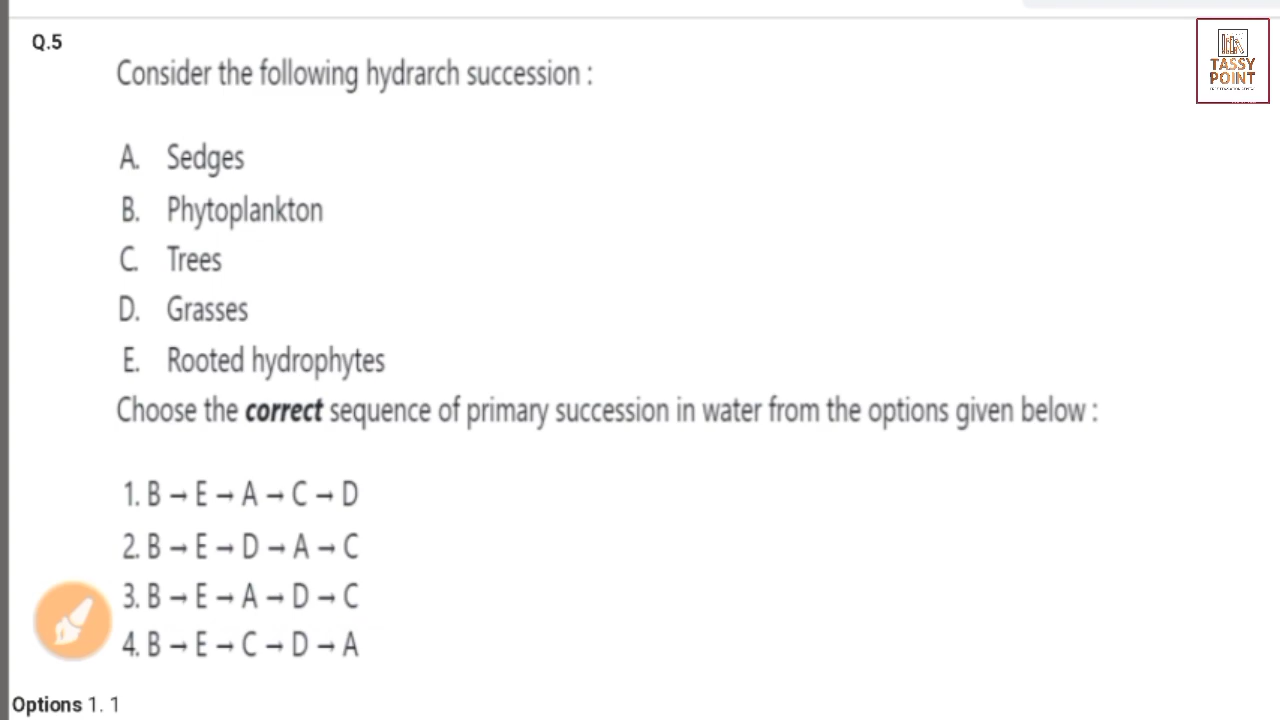 Q.5
TASSY
POINT
Consider the following hydrarch succession :
A. Sedges
B. Phytoplankton
C. Trees
D. Grasses
E. Rooted hydrophytes
Choose the correct sequence of primary succession in water from the options given below :
1. B → E → A → C → D
2. B → E → D → A → C
3. B → E → A → D → C
4. B → E → C → D → A
Options 1. 1